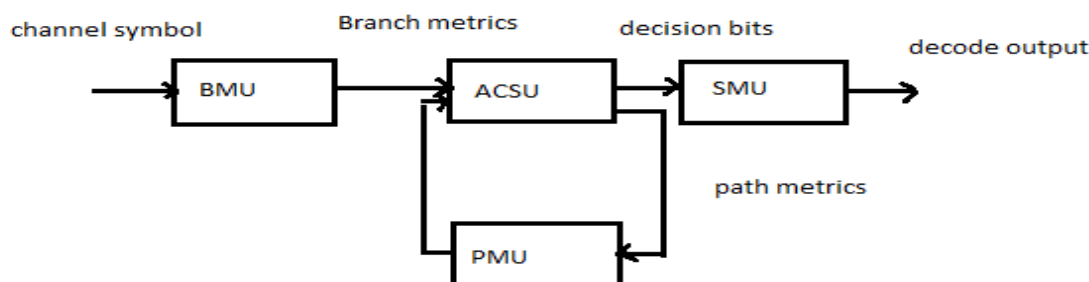 channel symbol
Branch metrics
decision bits
decode output
BMU
ACSU
SMU
path metrics
PMU